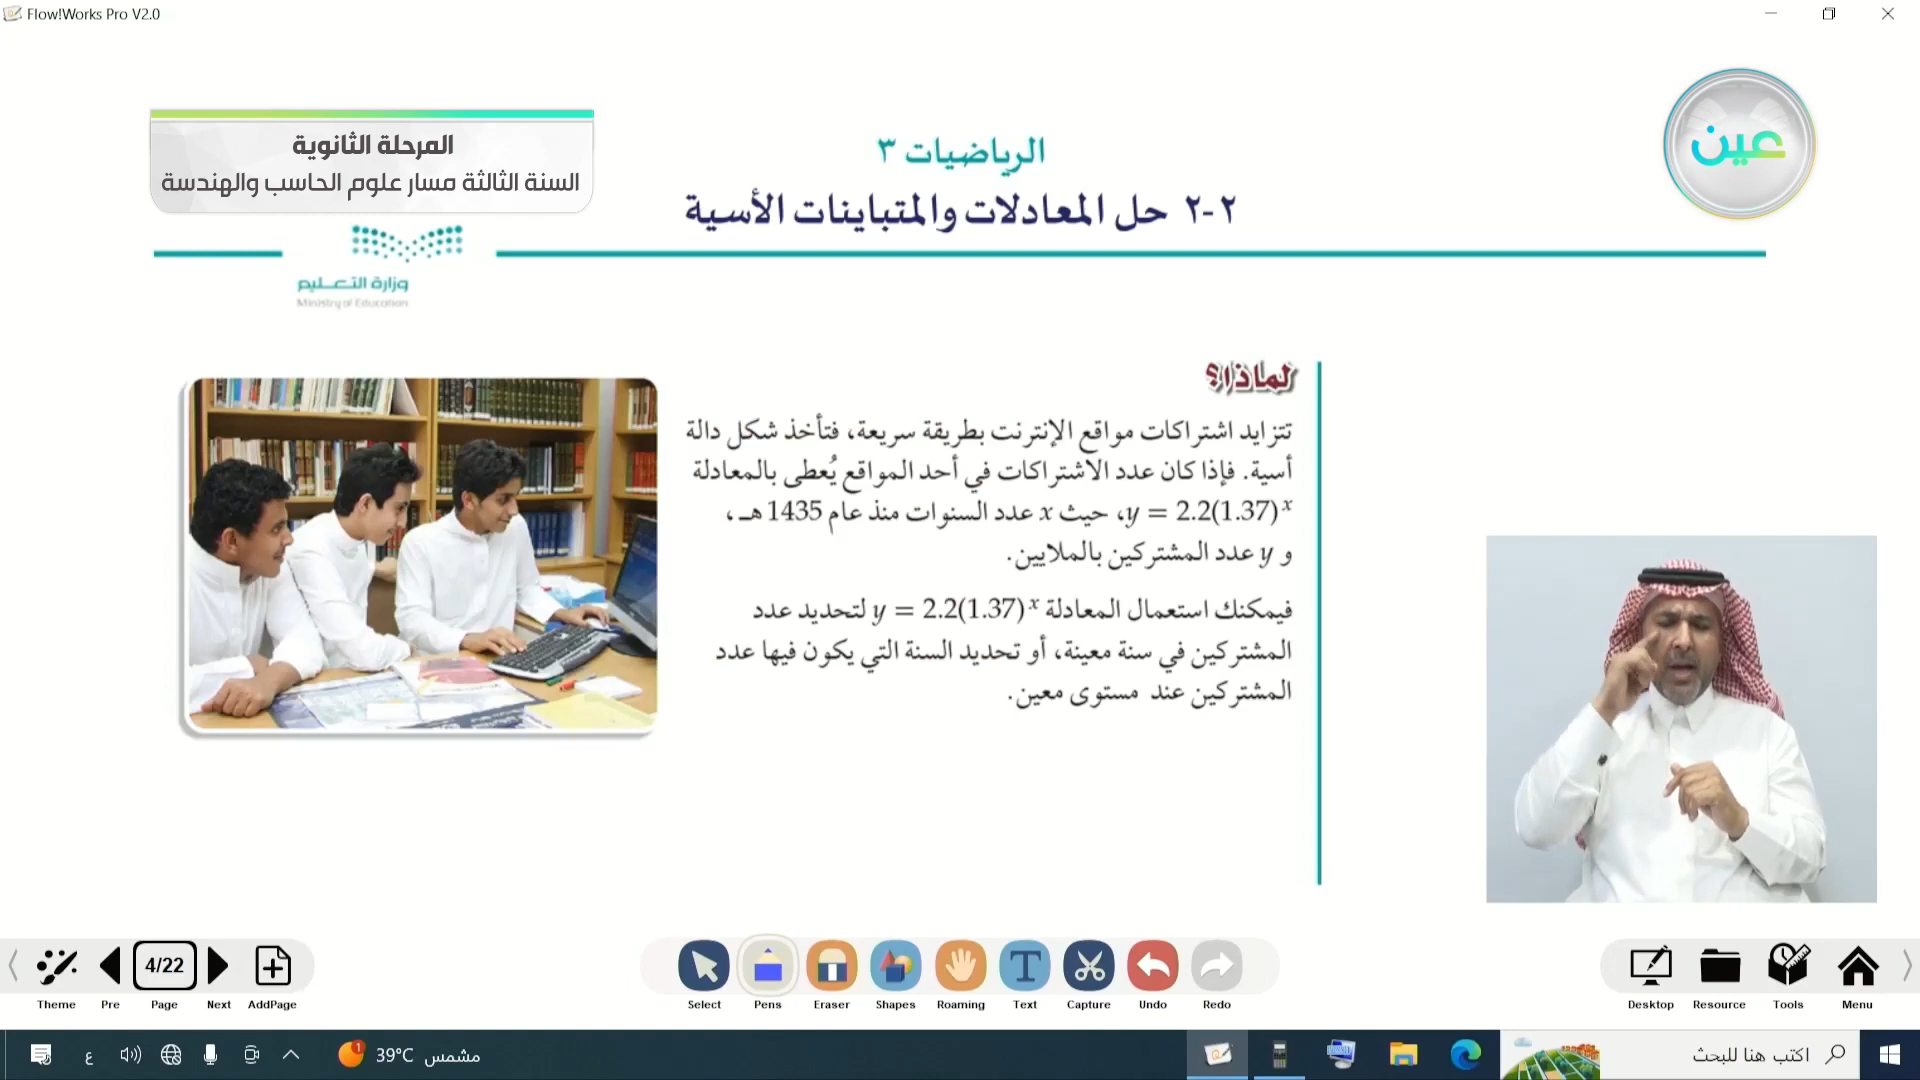 Flow!Works Pro V2.0
المرحلة الثانوية
السنة الثالثة مسار علوم الحاسب والهندسة
الرياضيات ٣
٢-٢ حل المعادلات والمتباينات الأسية
عين
وزارة التعليم
Ministry of Education
لماذا؟
تتزايد اشتراكات مواقع الإنترنت بطريقة سريعة، فتأخذ شكل دالة
أسية. فإذا كان عدد الاشتراكات في أحد المواقع يُعطى بالمعادلة
y = 2.2(1.37)^x، حيث x عدد السنوات منذ عام 1435 هـ ،
و y عدد المشتركين بالملايين.
فيمكنك استعمال المعادلة y = 2.2(1.37)^x لتحديد عدد
المشتركين في سنة معينة، أو تحديد السنة التي يكون فيها عدد
المشتركين عند مستوى معين.
4/22
Theme Pre Page Next AddPage
Select Pens Eraser Shapes Roaming Text Capture Undo Redo
Desktop Resource Tools Menu
ع
1
39°C مشمس
اكتب هنا للبحث